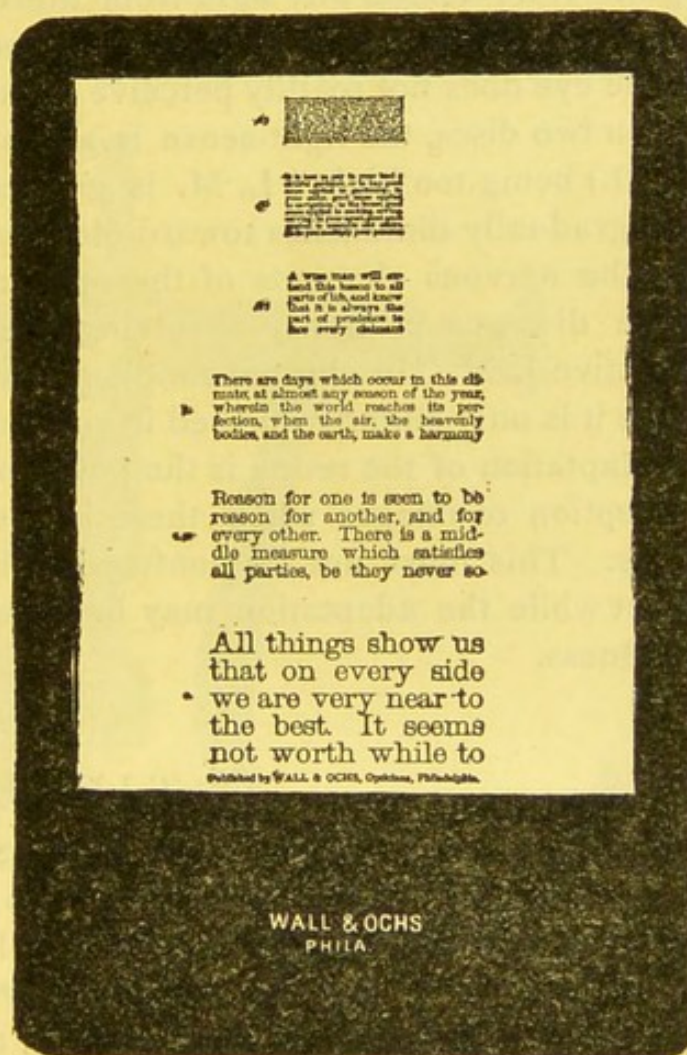 A wise man will ex-
tend this lesson to all
parts of life, and know
that it is always the
part of prudence to
face every claimant
There are days which occur in this cli-
mate, at almost any season of the year,
wherein the world reaches its per-
fection, when the air, the heavenly
bodies, and the earth, make a harmony
Reason for one is seen to be
reason for another, and for
every other. There is a mid-
dle measure which satisfies
all parties, be they never so
All things show us
that on every side
we are very near to
the best. It seems
not worth while to
Published by WALL & OCHS, Opticians, Philadelphia.
WALL & OCHS
PHILA